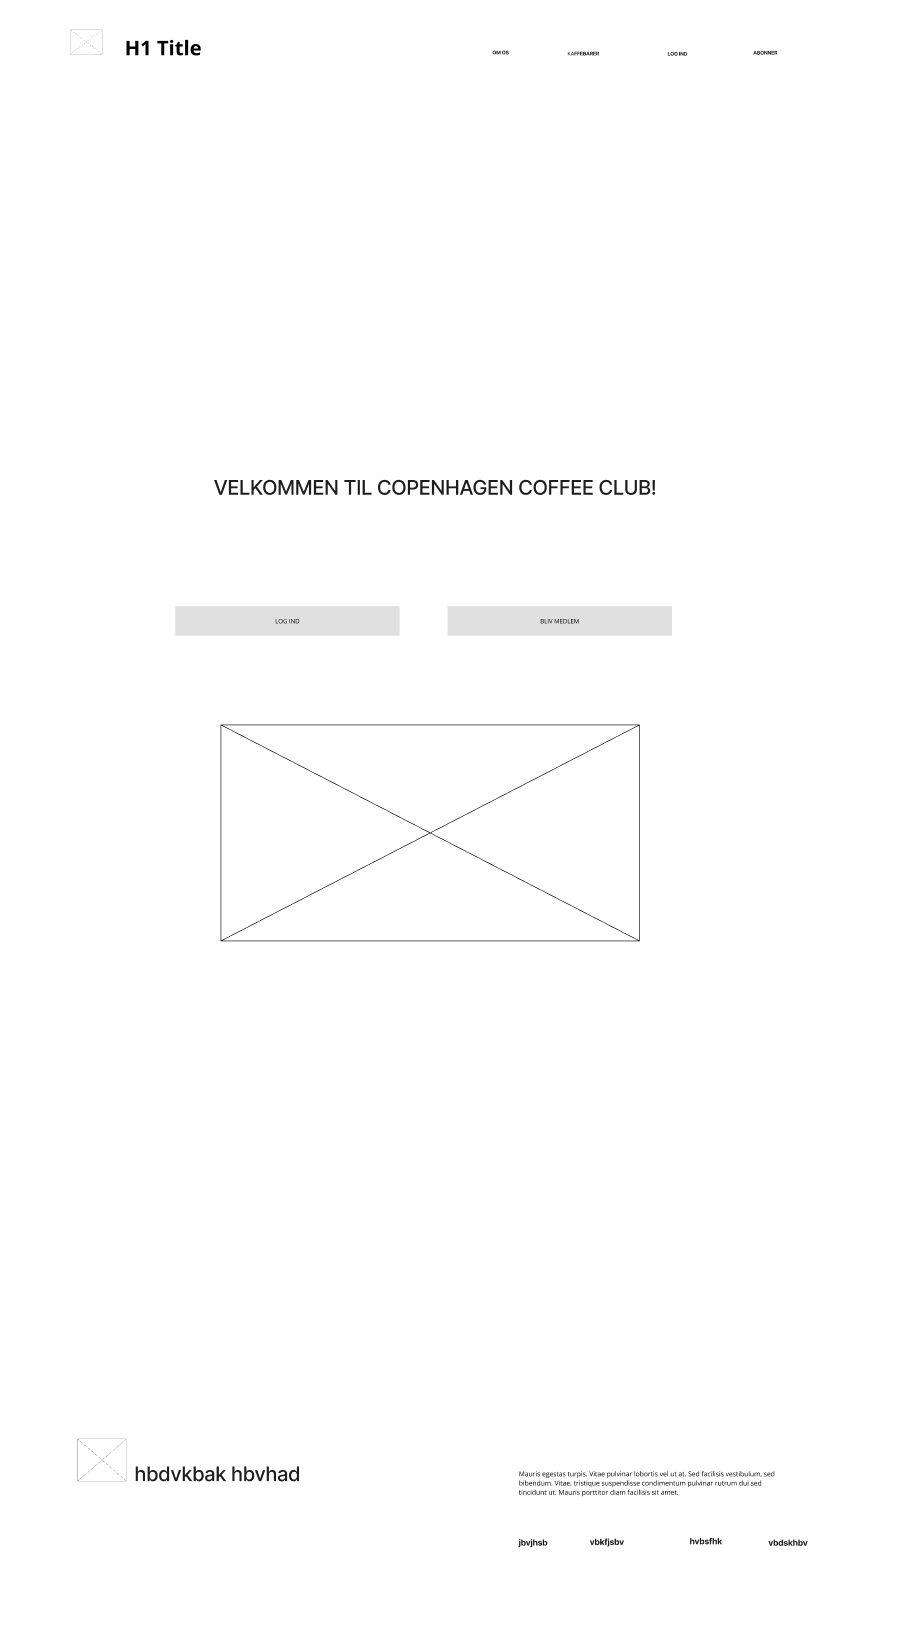 H1 Title
OM OS
KAFFEBARER
LOG IND
ABONNER
VELKOMMEN TIL COPENHAGEN COFFEE CLUB!
LOG IND
BLIV MEDLEM
hbdvkbak hbvhad
Mauris egestas turpis. Vitae pulvinar lobortis vel ut at. Sed facilisis vestibulum, sed
bibendum. Vitae, tristique suspendisse condimentum pulvinar rutrum dui sed
tincidunt ut. Mauris porttitor diam facilisis sit amet.
jbvjhsb
vbkfjsbv
hvbsfhk
vbdskhbv